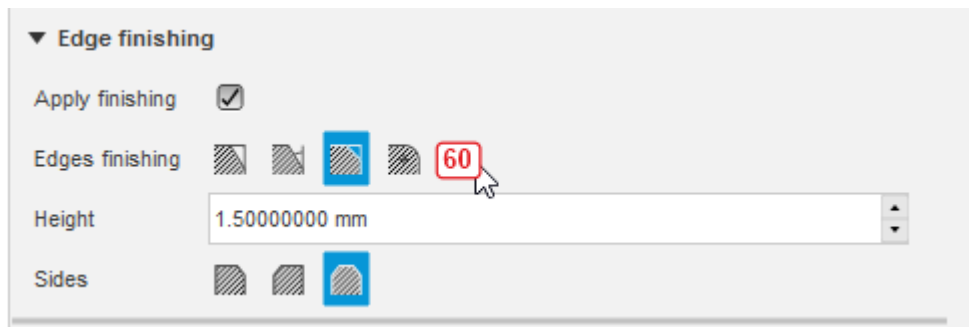 Edge finishing
Apply finishing
Edges finishing 60
Height 1.50000000 mm
Sides